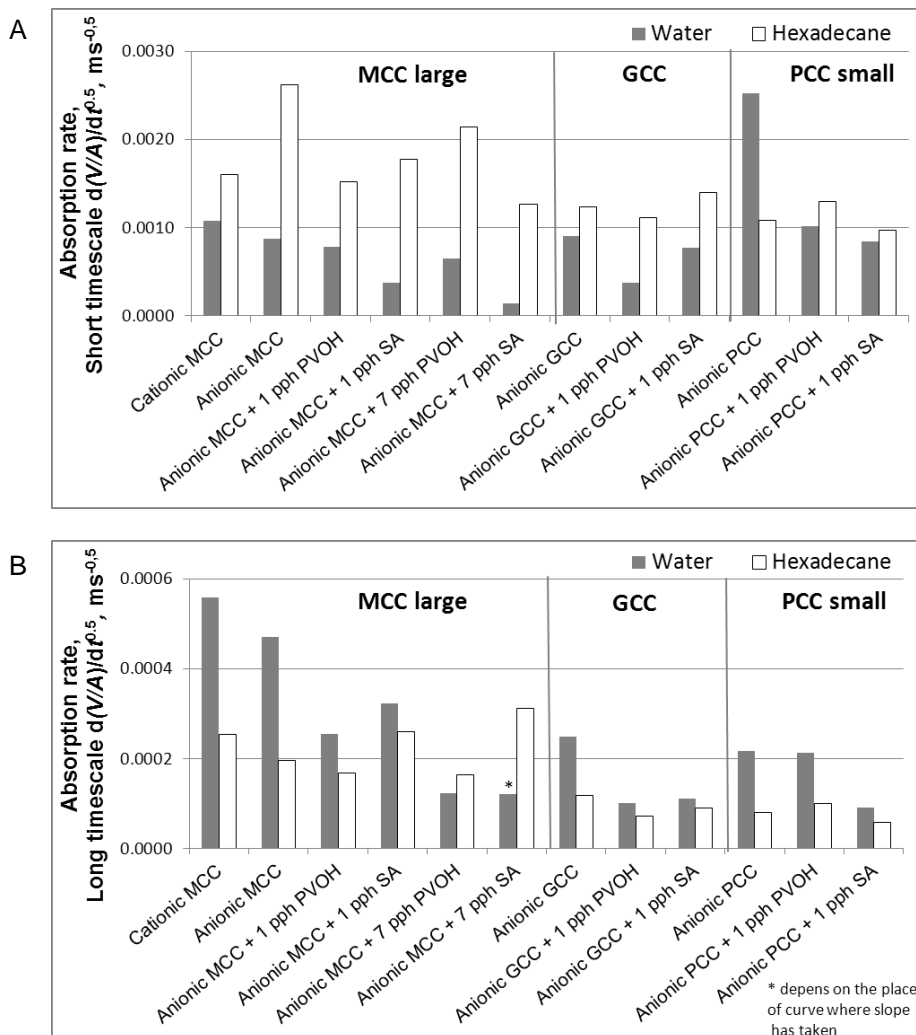 A
Water Hexadecane
0.0030
0.0020
0.0010
0.0000
Absorption rate,
Short timescale d(V/A)/dt^0.5, ms^-0,5
MCC large
GCC
PCC small
Cationic MCC
Anionic MCC
Anionic MCC + 1 pph PVOH
Anionic MCC + 1 pph SA
Anionic MCC + 7 pph PVOH
Anionic MCC + 7 pph SA
Anionic GCC
Anionic GCC + 1 pph PVOH
Anionic GCC + 1 pph SA
Anionic PCC
Anionic PCC + 1 pph PVOH
Anionic PCC + 1 pph SA
B
Water Hexadecane
0.0006
0.0004
0.0002
0.0000
Absorption rate,
Long timescale d(V/A)/dt^0.5, ms^-0,5
MCC large
GCC
PCC small
*
Cationic MCC
Anionic MCC
Anionic MCC + 1 pph PVOH
Anionic MCC + 1 pph SA
Anionic MCC + 7 pph PVOH
Anionic MCC + 7 pph SA
Anionic GCC
Anionic GCC + 1 pph PVOH
Anionic GCC + 1 pph SA
Anionic PCC
Anionic PCC + 1 pph PVOH
Anionic PCC + 1 pph SA
* depens on the place
of curve where slope
has taken